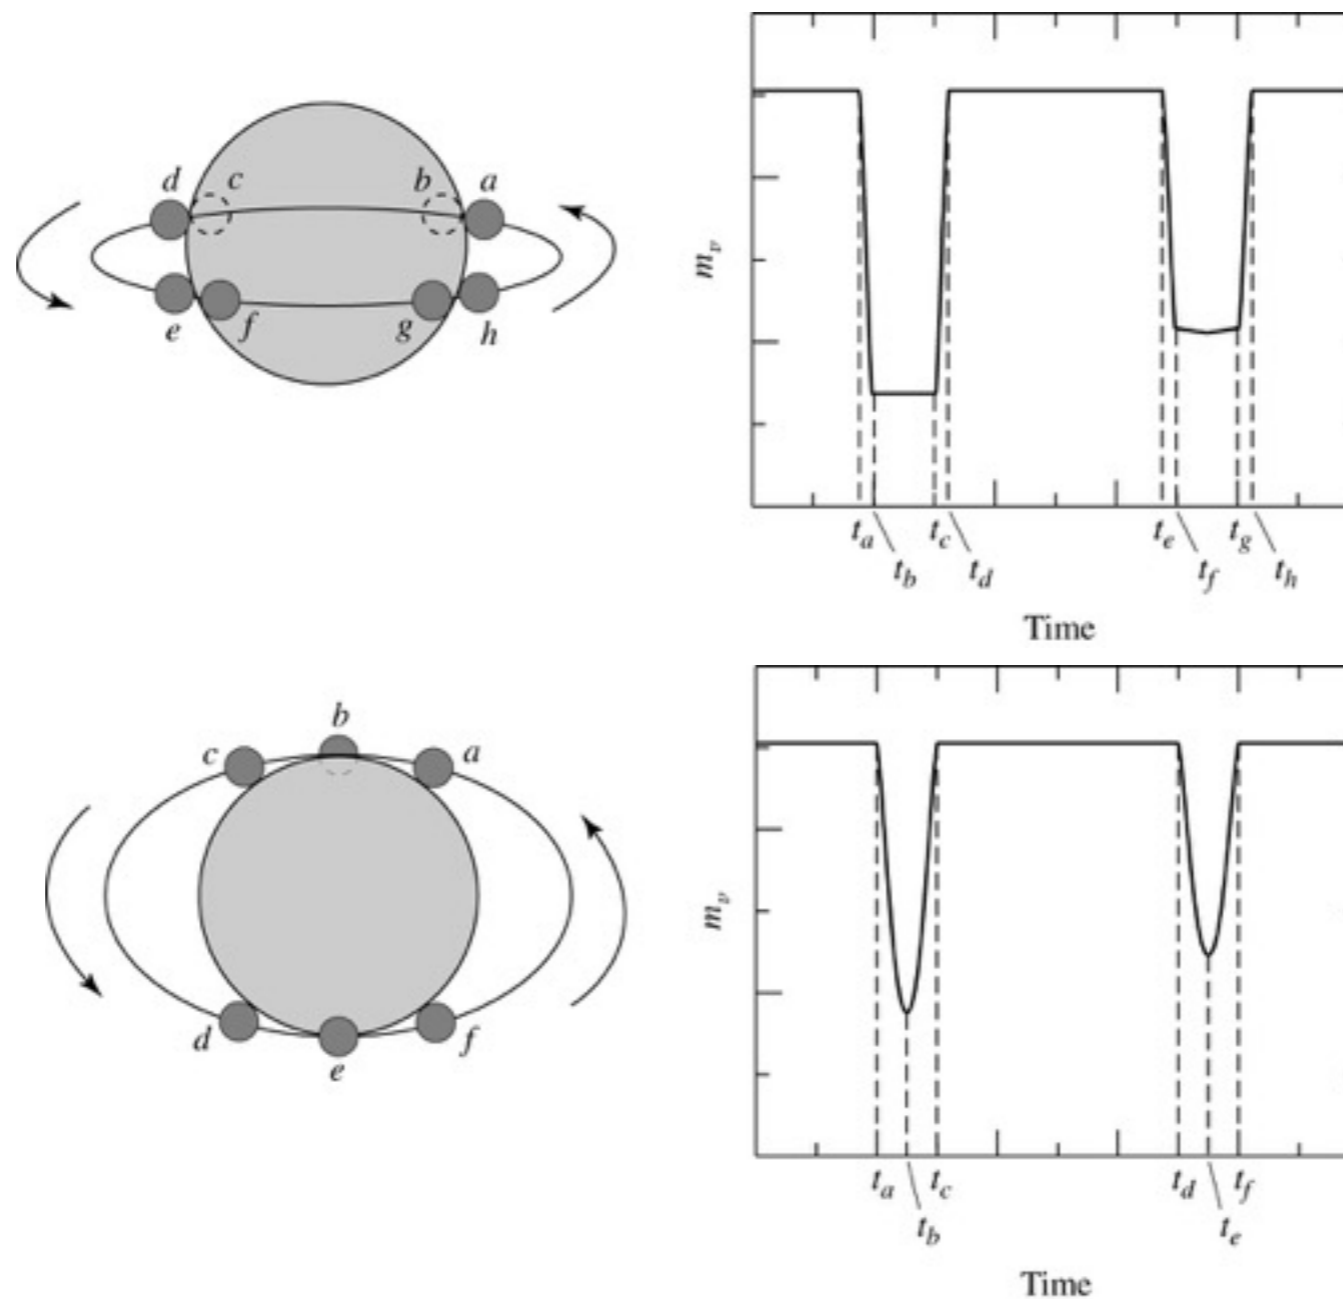 d c b a
e f g h
m_v
t_a t_c t_e t_g
t_b t_d t_f t_h
Time
b
c a
d f
e
m_v
t_a t_c t_d t_f
t_b t_e
Time